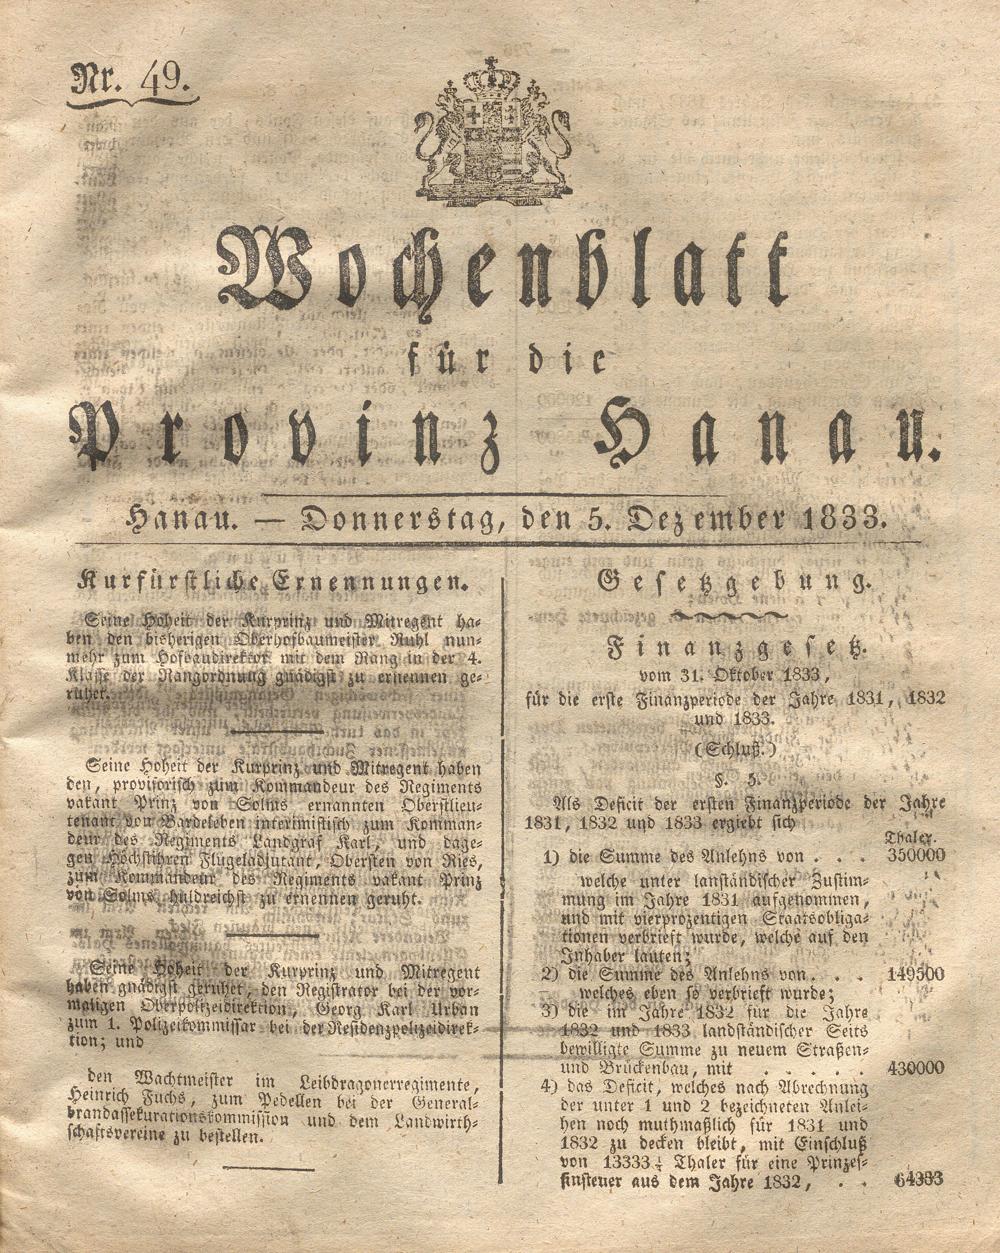 Nr. 49.
Wochenblatt
für die
Provinz Hanau.
Hanau. — Donnerstag, den 5. Dezember 1833.
Kurfürstliche Ernennungen.
Seine Hoheit der Kurprinz und Mitregent ha-
ben den bisherigen Oberhofbaumeister Ruhl nun-
mehr zum Hofbaudirektor mit dem Rang in der 4.
Klasse der Rangordnung gnädigst zu ernennen ge-
ruhet.
Seine Hoheit der Kurprinz und Mitregent haben
den, provisorisch zum Kommandeur des Regiments
vakant Prinz von Solms ernannten Oberstlieu-
tenant von Bardeleben interimistisch zum Komman-
deur des Regiments Landgraf Karl, und dage-
gen Höchstihren Flügeladjutant, Obersten von Ries,
zum Kommandeur des Regiments vakant Prinz
von Solms huldreichst zu ernennen geruht.
Seine Hoheit der Kurprinz und Mitregent
haben gnädigst geruhet, den Registrator bei der vor-
maligen Oberpolizeidirektion, Georg Karl Urban
zum 1. Polizeikommissar bei der Residenzpolizeidirek-
tion; und
den Wachtmeister im Leibdragonerregimente,
Heinrich Fuchs, zum Pedellen bei der General-
brandassekurationskommission und dem Landwirth-
schaftsvereine zu bestellen.
Gesetzgebung.
Finanzgesetz.
vom 31. Oktober 1833,
für die erste Finanzperiode der Jahre 1831, 1832
und 1833.
(Schluß.)
§. 5.
Als Deficit der ersten Finanzperiode der Jahre
1831, 1832 und 1833 ergiebt sich
Thaler.
1) die Summe des Anlehns von . . . 350000
welche unter lanständischer Zustim-
mung im Jahre 1831 aufgenommen,
und mit vierprozentigen Staatsobliga-
tionen verbrieft wurde, welche auf den
Inhaber lauten;
2) die Summe des Anlehns von. . . 149500
welches eben so verbrieft wurde;
3) die im Jahre 1832 für die Jahre
1832 und 1833 landständischer Seits
bewilligte Summe zu neuem Straßen-
und Brückenbau, mit . . . . . 430000
4) das Deficit, welches nach Abrechnung
der unter 1 und 2 bezeichneten Anlei-
hen noch muthmaßlich für 1831 und
1832 zu decken bleibt, mit Einschluß
von 13333⅓ Thaler für eine Prinzes-
sinsteuer aus dem Jahre 1832, . . 64333